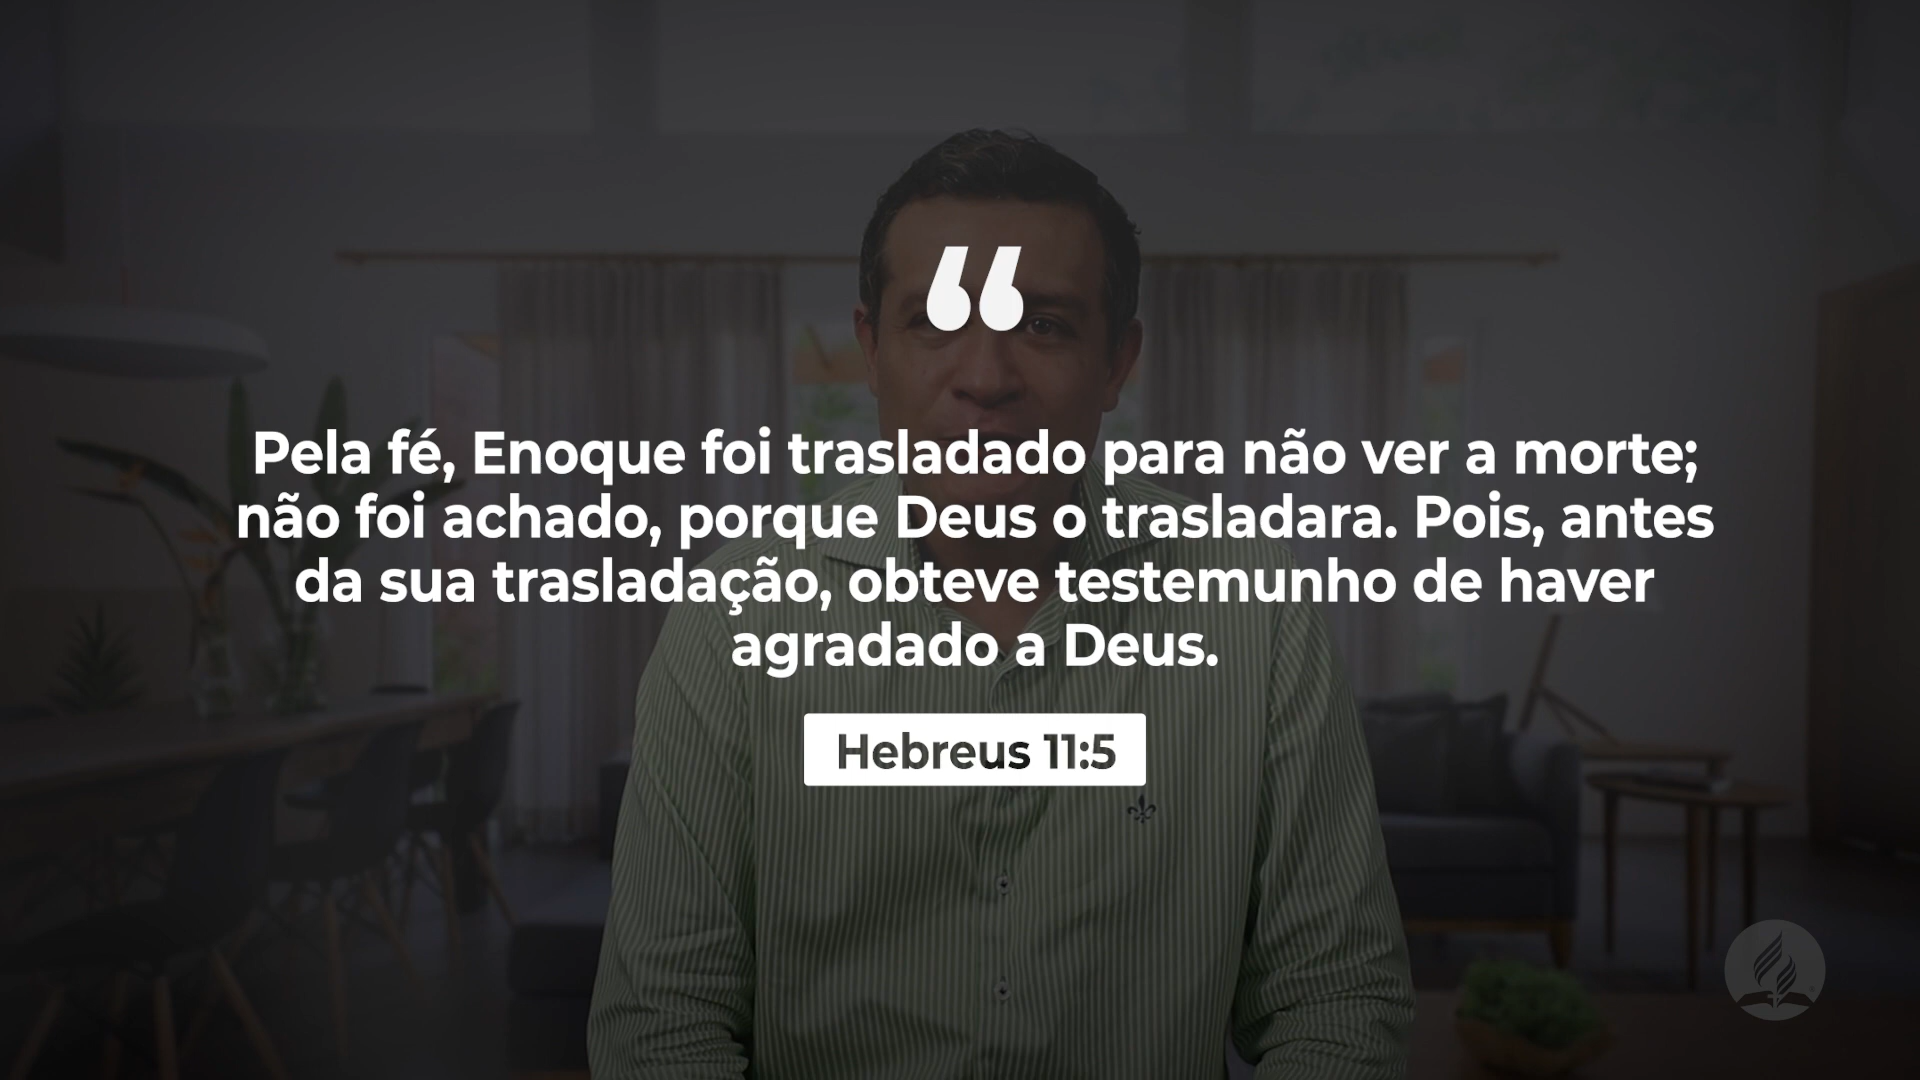 “
Pela fé, Enoque foi trasladado para não ver a morte;
não foi achado, porque Deus o trasladara. Pois, antes
da sua trasladação, obteve testemunho de haver
agradado a Deus.
Hebreus 11:5